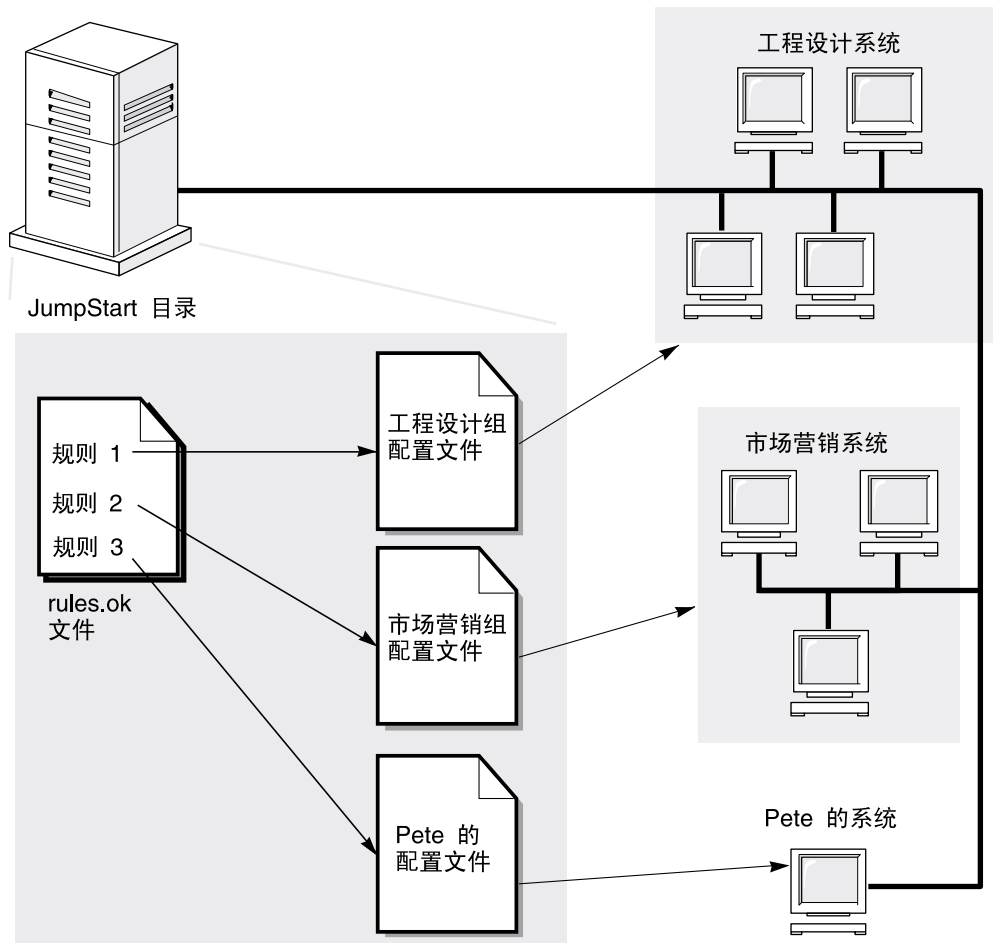 工程设计系统
JumpStart 目录
工程设计组
配置文件
规则 1
规则 2
规则 3
rules.ok
文件
市场营销系统
市场营销组
配置文件
Pete 的系统
Pete 的
配置文件